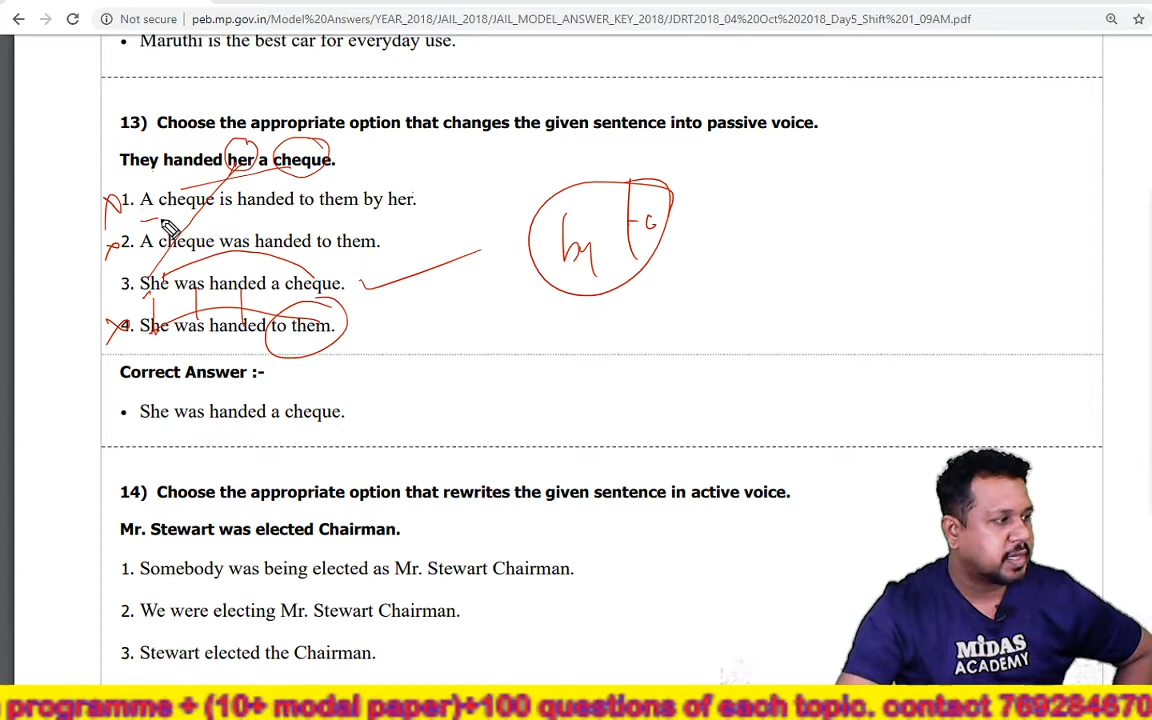 Not secure peb.mp.gov.in/Model%20Answers/YEAR_2018/JAIL_2018/JAIL_MODEL_ANSWER_KEY_2018/JDRT2018_04%20Oct%202018_Day5_Shift%201_09AM.pdf
• Maruthi is the best car for everyday use.
13) Choose the appropriate option that changes the given sentence into passive voice.
They handed her a cheque.
1. A cheque is handed to them by her.
2. A cheque was handed to them.
by to
3. She was handed a cheque.
4. She was handed to them.
Correct Answer :-
• She was handed a cheque.
14) Choose the appropriate option that rewrites the given sentence in active voice.
Mr. Stewart was elected Chairman.
1. Somebody was being elected as Mr. Stewart Chairman.
2. We were electing Mr. Stewart Chairman.
3. Stewart elected the Chairman.
MiDAS
ACADEMY
programme + (10+ modal paper)+100 questions of each topic. contact 769284670